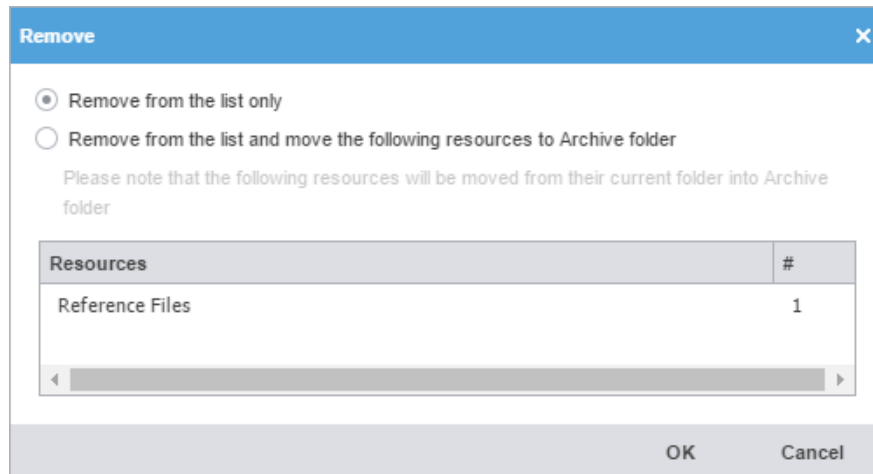 Remove
Remove from the list only
Remove from the list and move the following resources to Archive folder
Please note that the following resources will be moved from their current folder into Archive
folder
Resources #
Reference Files 1
OK Cancel